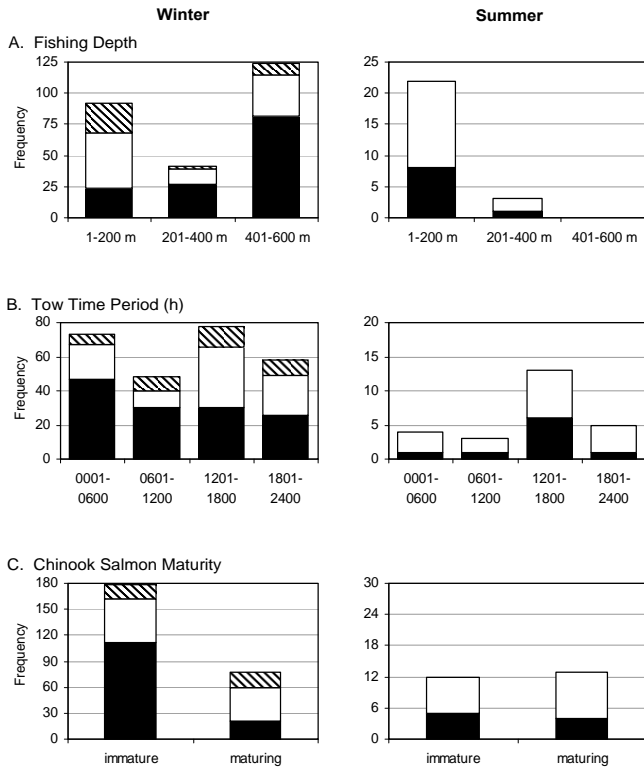 Winter
Summer
A. Fishing Depth
Frequency
125
100
75
50
25
0
1-200 m
201-400 m
401-600 m
25
20
15
10
5
0
1-200 m
201-400 m
401-600 m
B. Tow Time Period (h)
Frequency
80
60
40
20
0
0001-
0600
0601-
1200
1201-
1800
1801-
2400
20
15
10
5
0
0001-
0600
0601-
1200
1201-
1800
1801-
2400
C. Chinook Salmon Maturity
Frequency
180
150
120
90
60
30
0
immature
maturing
30
24
18
12
6
0
immature
maturing